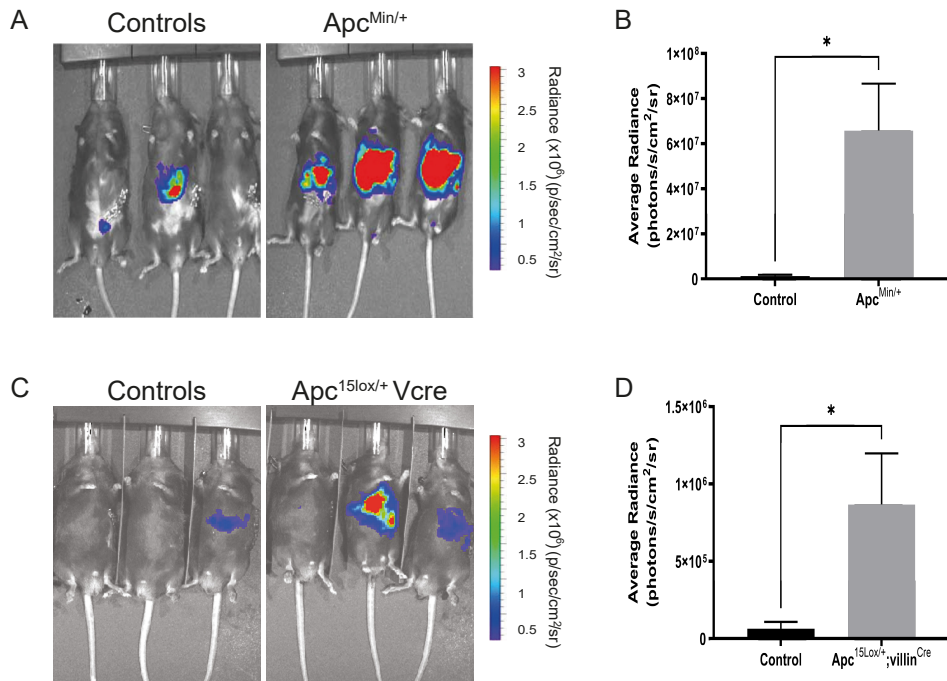 A
Controls
Apc^Min/+
3
2.5
2
1.5
1
0.5
Radiance (x10^6) (p/sec/cm²/sr)
B
*
Average Radiance
(photons/s/cm²/sr)
1×10^8
8×10^7
6×10^7
4×10^7
2×10^7
0
Control
Apc^Min/+
C
Controls
Apc^15lox/+ Vcre
3
2.5
2
1.5
1
0.5
Radiance (x10^6) (p/sec/cm²/sr)
D
*
Average Radiance
(photons/s/cm²/sr)
1.5×10^6
1×10^6
5×10^5
0
Control
Apc^15Lox/+;villin^Cre